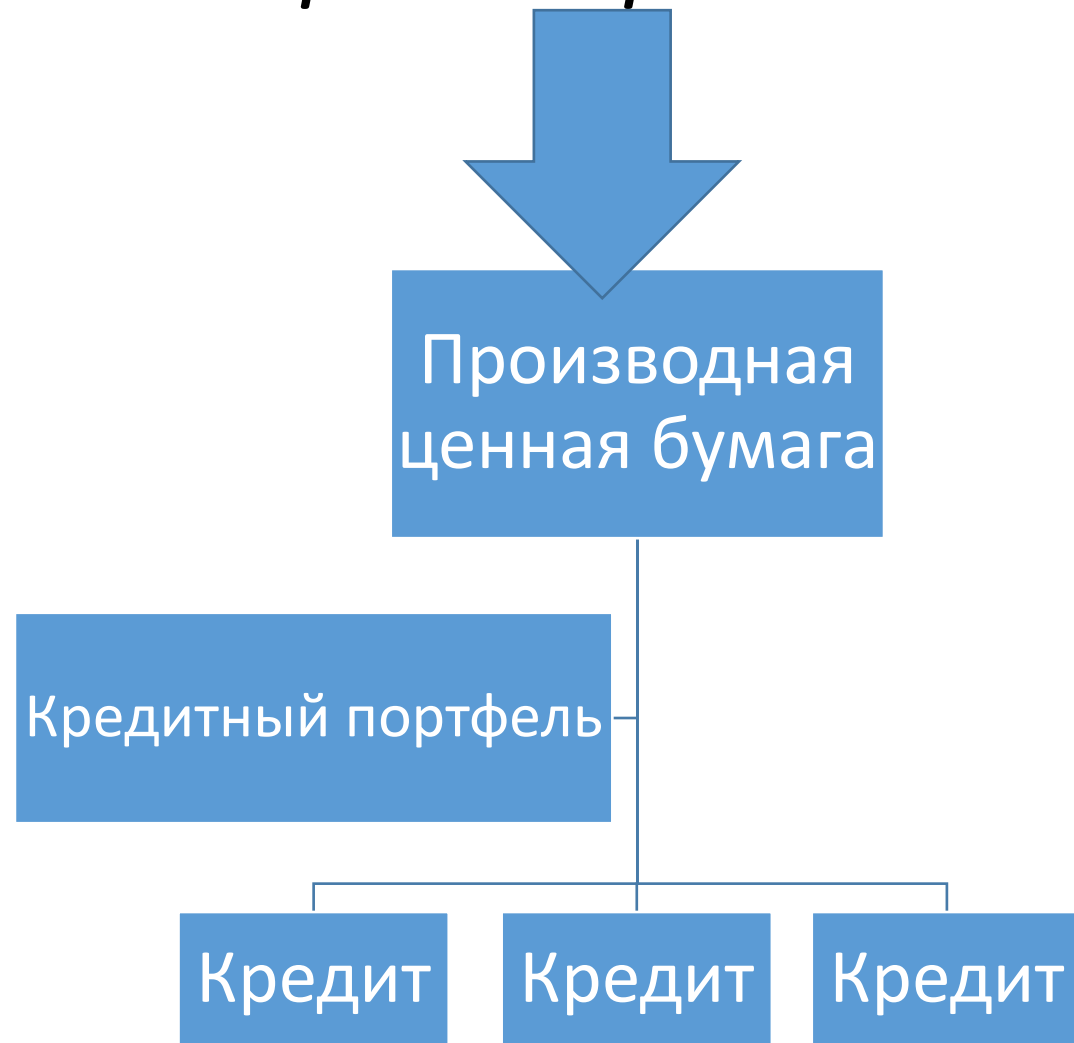 Производная
ценная бумага
Кредитный портфель
Кредит
Кредит
Кредит